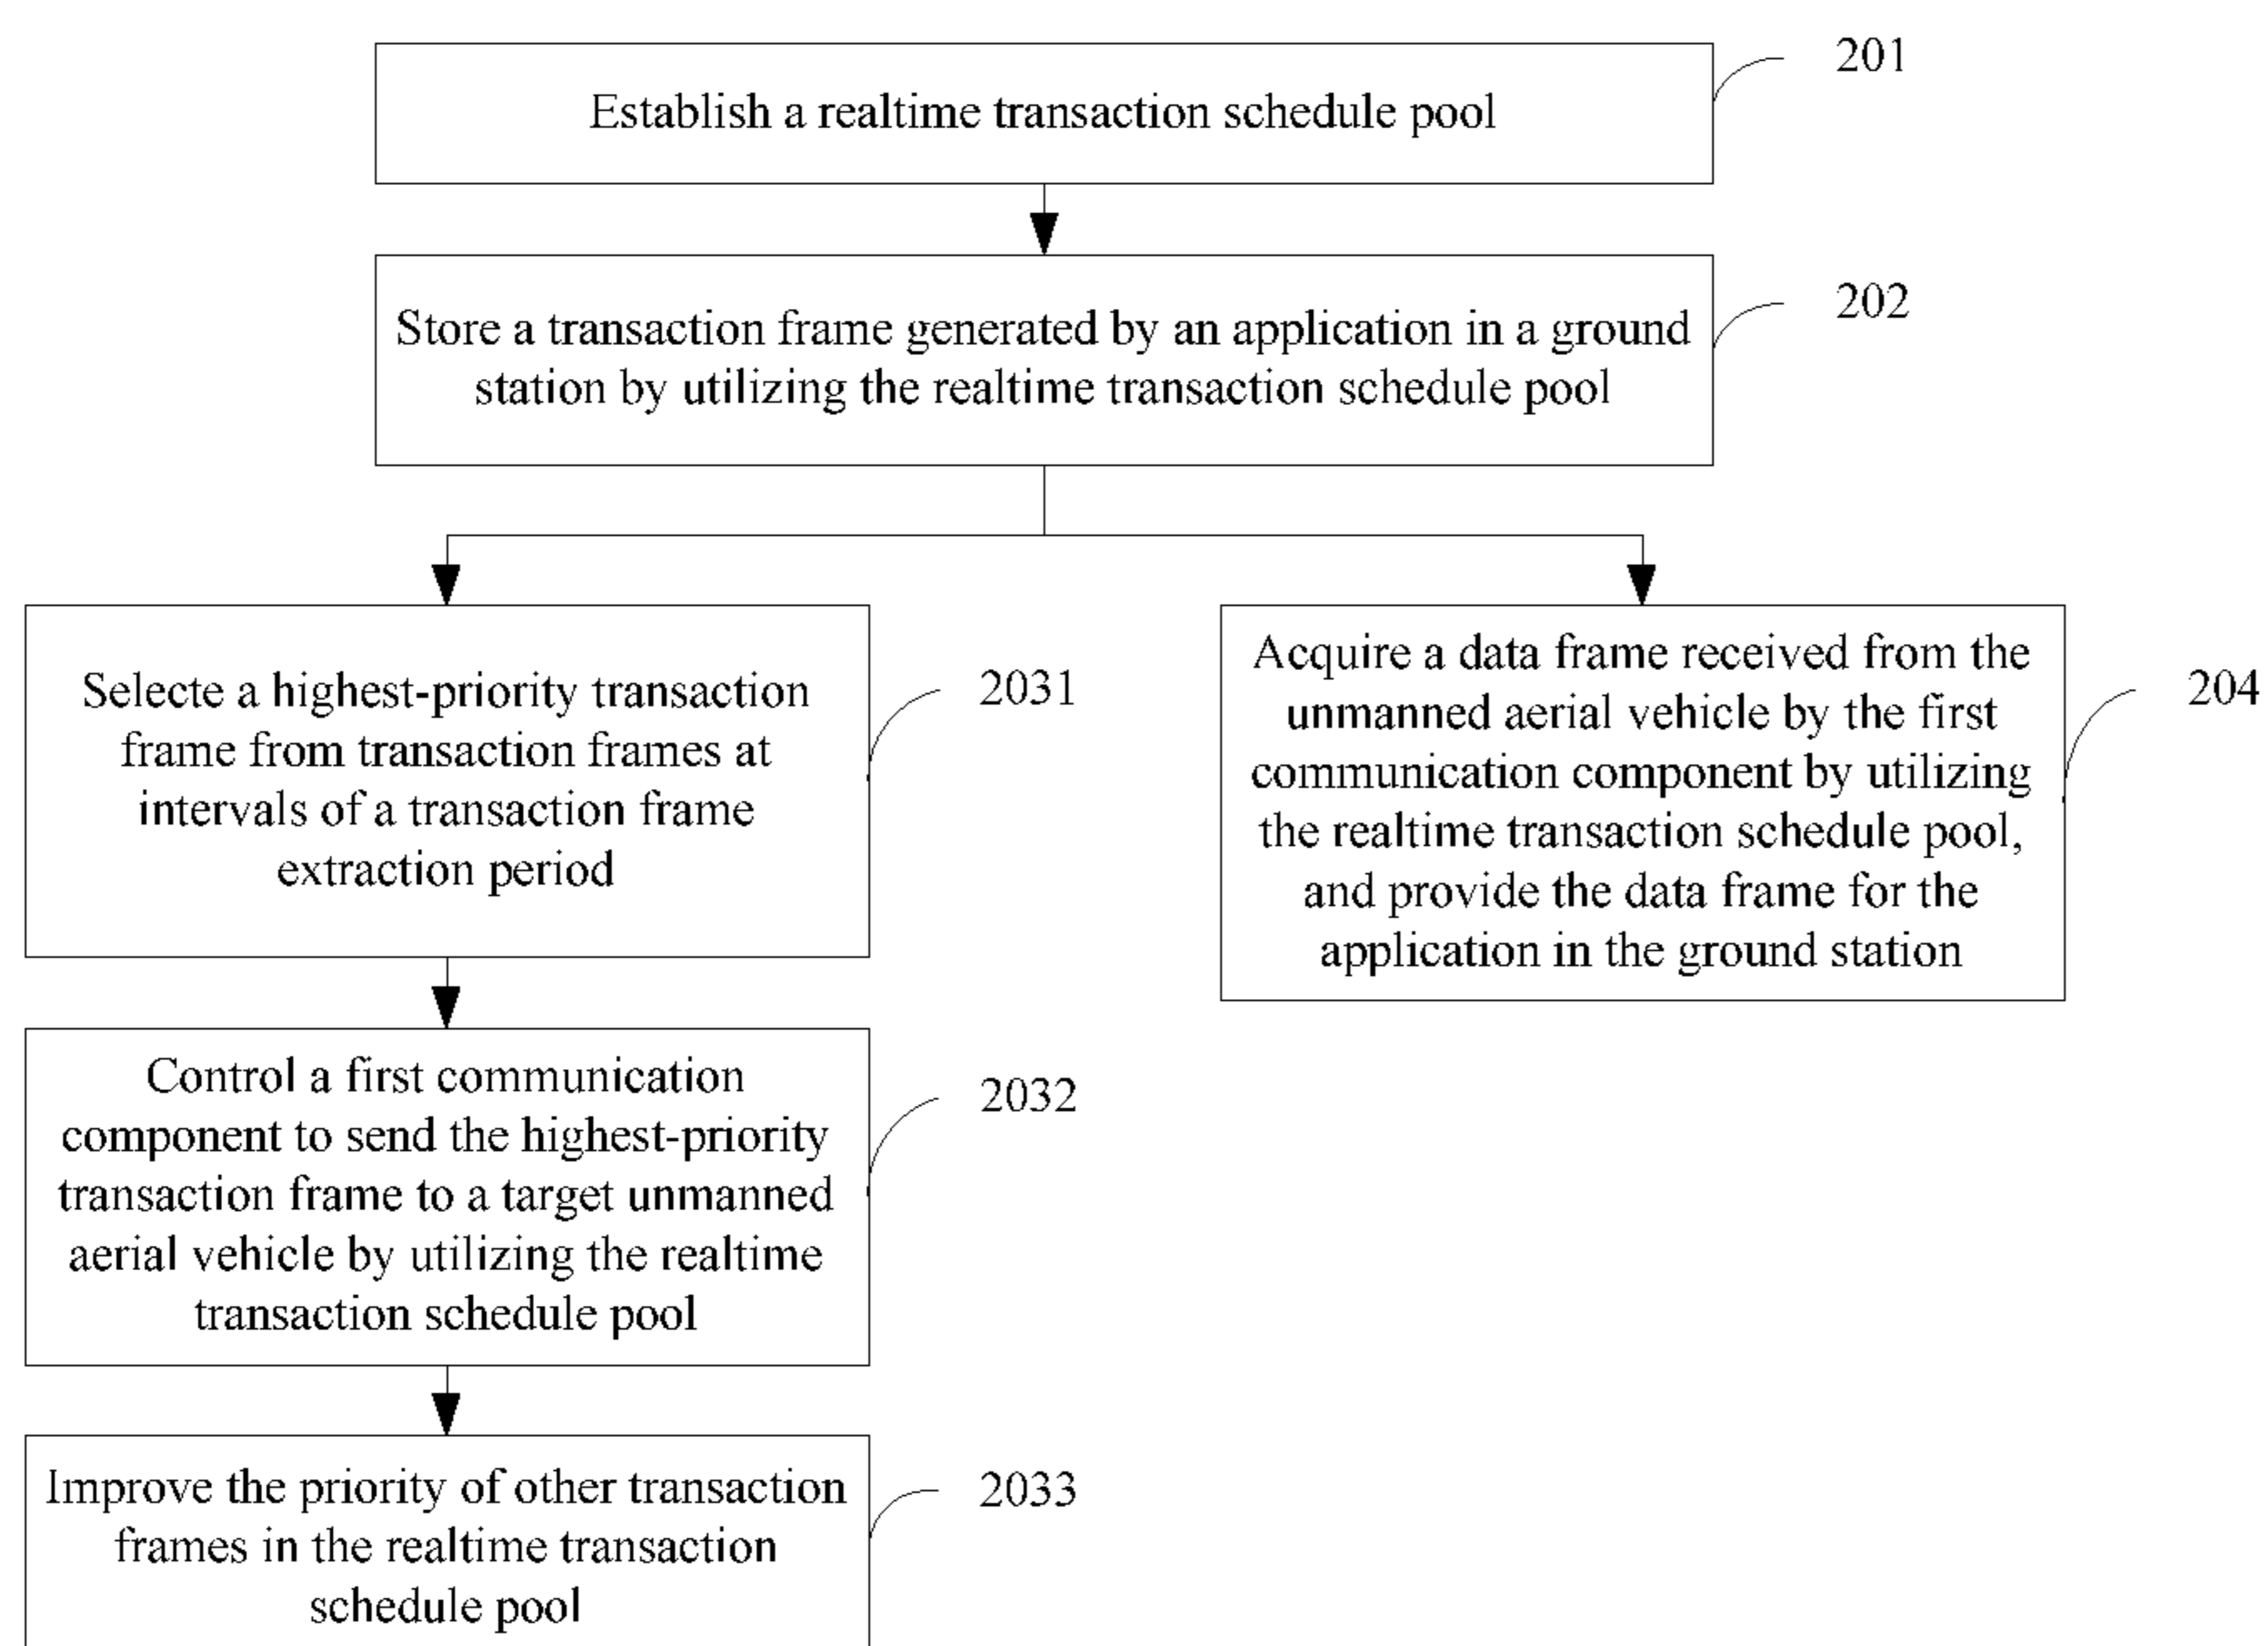 Establish a realtime transaction schedule pool
201
Store a transaction frame generated by an application in a ground
station by utilizing the realtime transaction schedule pool
202
Selecte a highest-priority transaction
frame from transaction frames at
intervals of a transaction frame
extraction period
2031
Acquire a data frame received from the
unmanned aerial vehicle by the first
communication component by utilizing
the realtime transaction schedule pool,
and provide the data frame for the
application in the ground station
204
Control a first communication
component to send the highest-priority
transaction frame to a target unmanned
aerial vehicle by utilizing the realtime
transaction schedule pool
2032
Improve the priority of other transaction
frames in the realtime transaction
schedule pool
2033